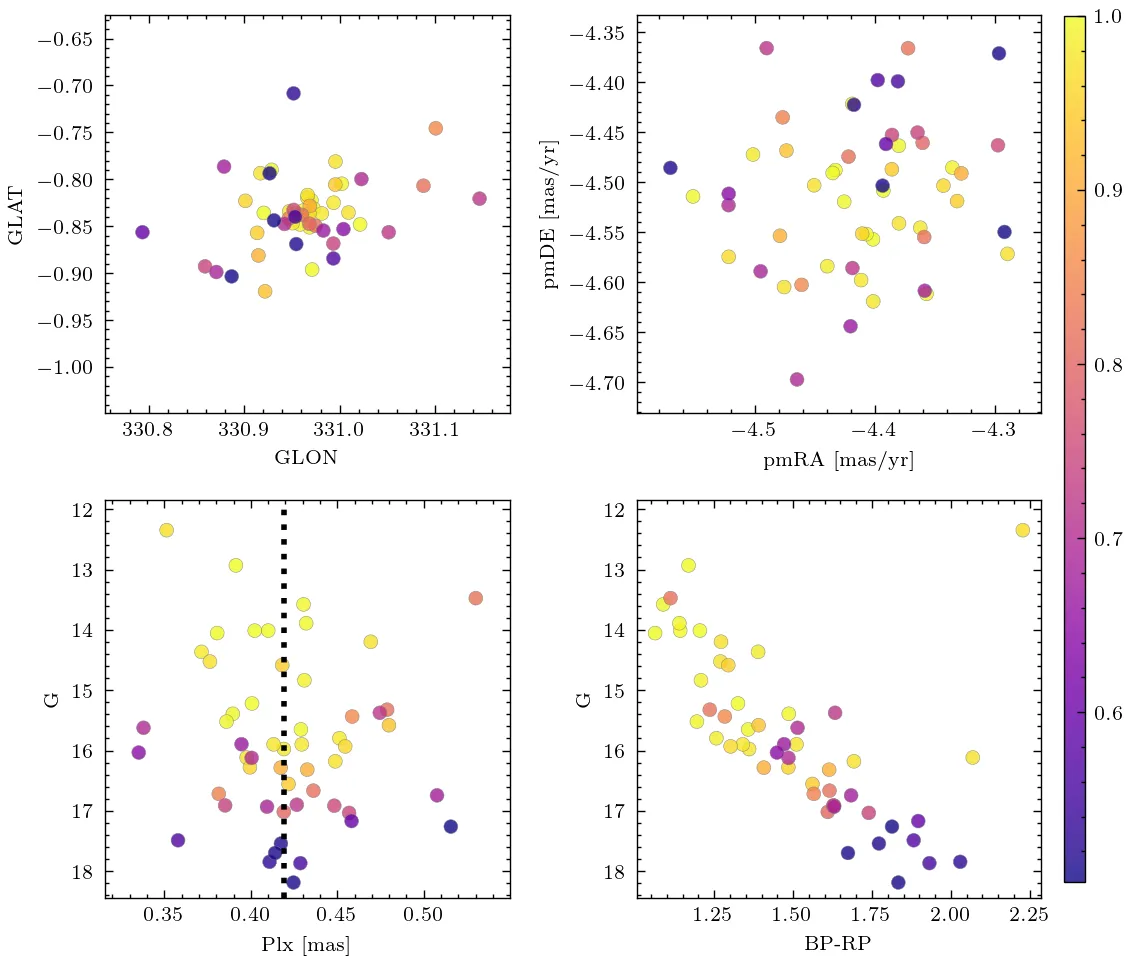 −0.65
−0.70
−0.75
−0.80
−0.85
−0.90
−0.95
−1.00
GLAT
330.8 330.9 331.0 331.1
GLON
−4.35
−4.40
−4.45
−4.50
−4.55
−4.60
−4.65
−4.70
pmDE [mas/yr]
−4.5 −4.4 −4.3
pmRA [mas/yr]
1.0
0.9
0.8
0.7
0.6
12
13
14
15
16
17
18
G
0.35 0.40 0.45 0.50
Plx [mas]
12
13
14
15
16
17
18
G
1.25 1.50 1.75 2.00 2.25
BP-RP